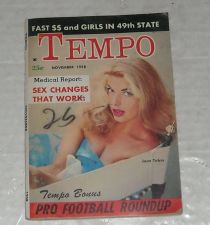 FAST $$ and GIRLS IN 49th STATE
TEMPO
25¢
NOVEMBER 1958
Medical Report:
SEX CHANGES
THAT WORK:
26
Tempo Bonus
PRO FOOTBALL ROUNDUP